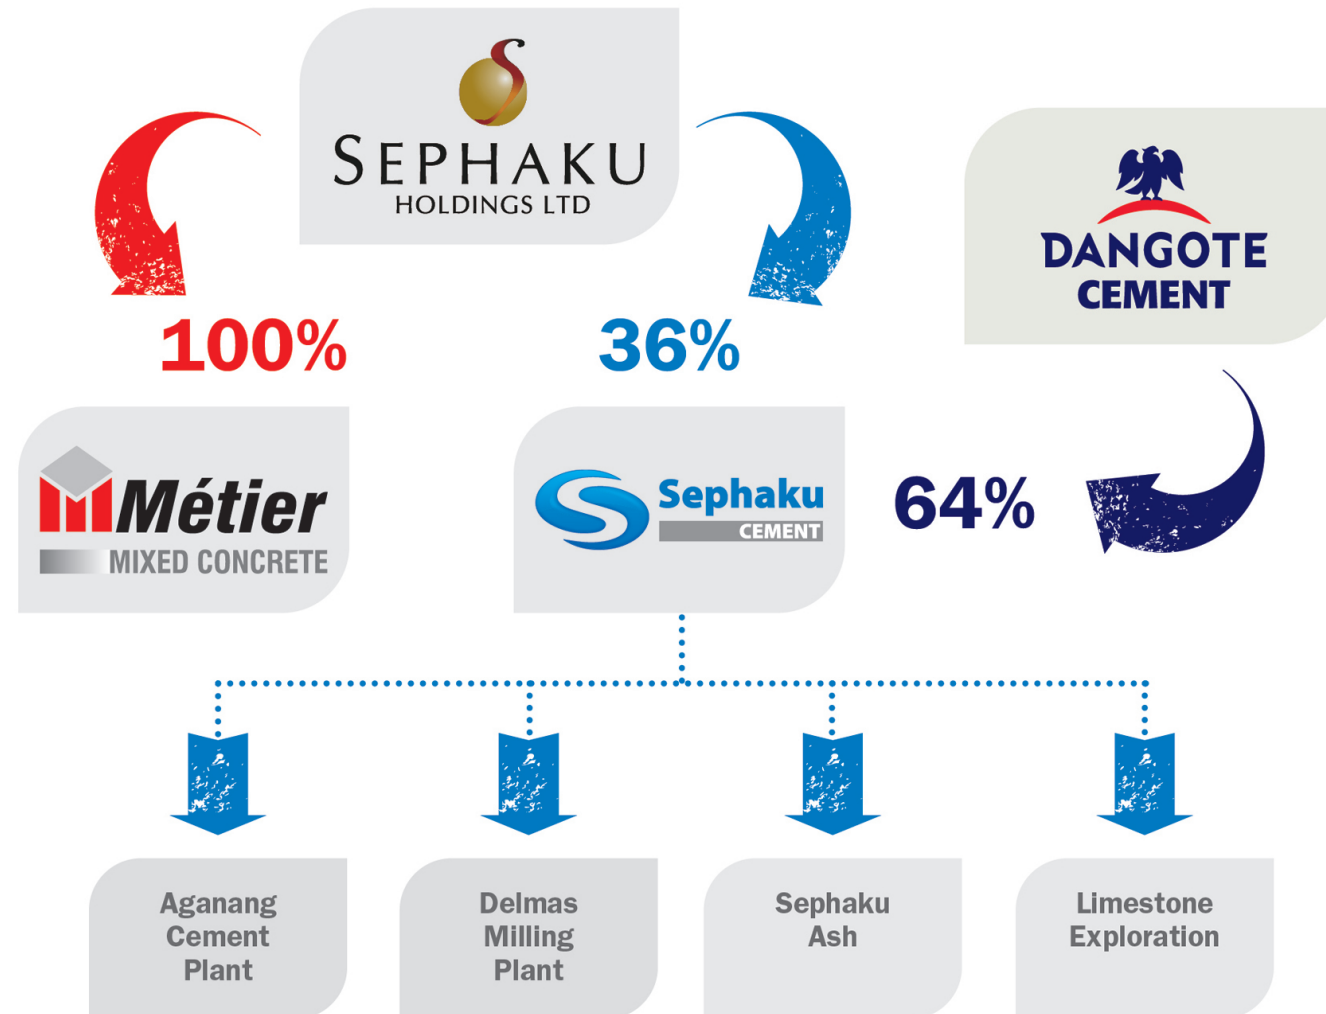 SEPHAKU
HOLDINGS LTD
DANGOTE
CEMENT
100%
36%
Métier
MIXED CONCRETE
Sephaku
CEMENT
64%
Aganang
Cement
Plant
Delmas
Milling
Plant
Sephaku
Ash
Limestone
Exploration